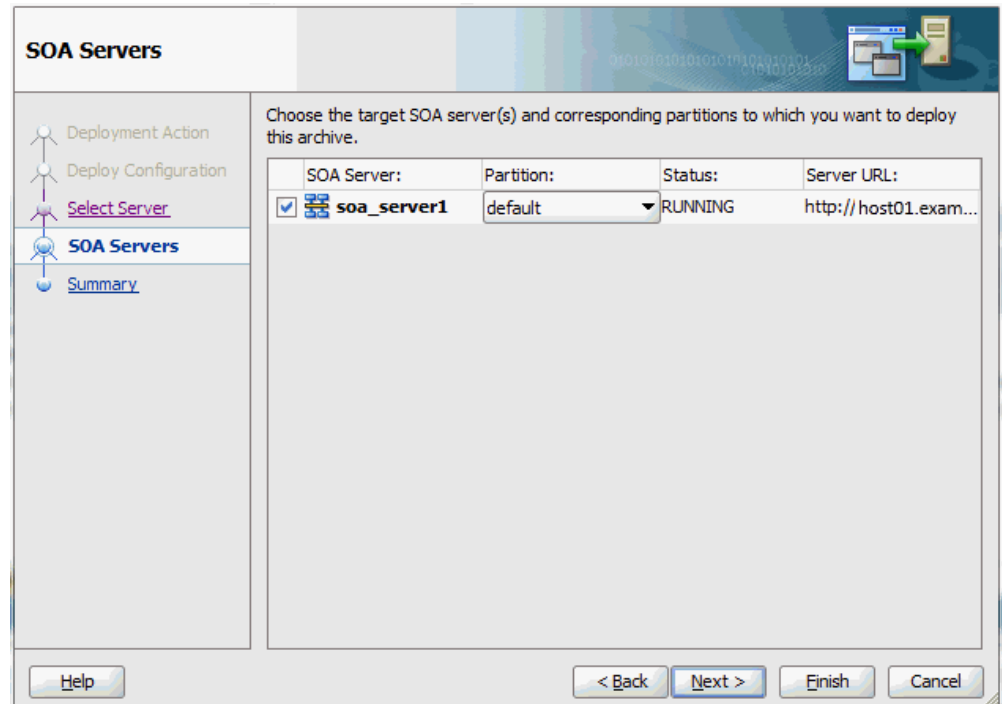 SOA Servers
Deployment Action
Deploy Configuration
Select Server
SOA Servers
Summary
Choose the target SOA server(s) and corresponding partitions to which you want to deploy
this archive.
SOA Server: Partition: Status: Server URL:
soa_server1 default RUNNING http://host01.exam...
Help < Back Next > Finish Cancel